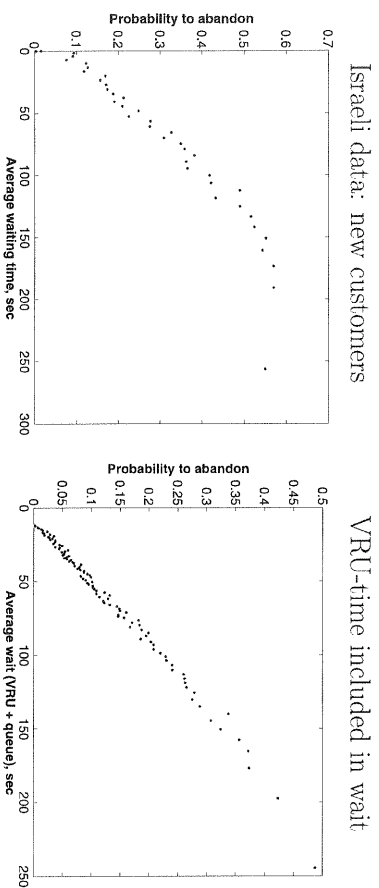 Israeli data: new customers
Probability to abandon
0.7
0.6
0.5
0.4
0.3
0.2
0.1
0
0 50 100 150 200 250 300
Average waiting time, sec
VRU-time included in wait
Probability to abandon
0.5
0.45
0.4
0.35
0.3
0.25
0.2
0.15
0.1
0.05
0
0 50 100 150 200 250
Average wait (VRU + queue), sec